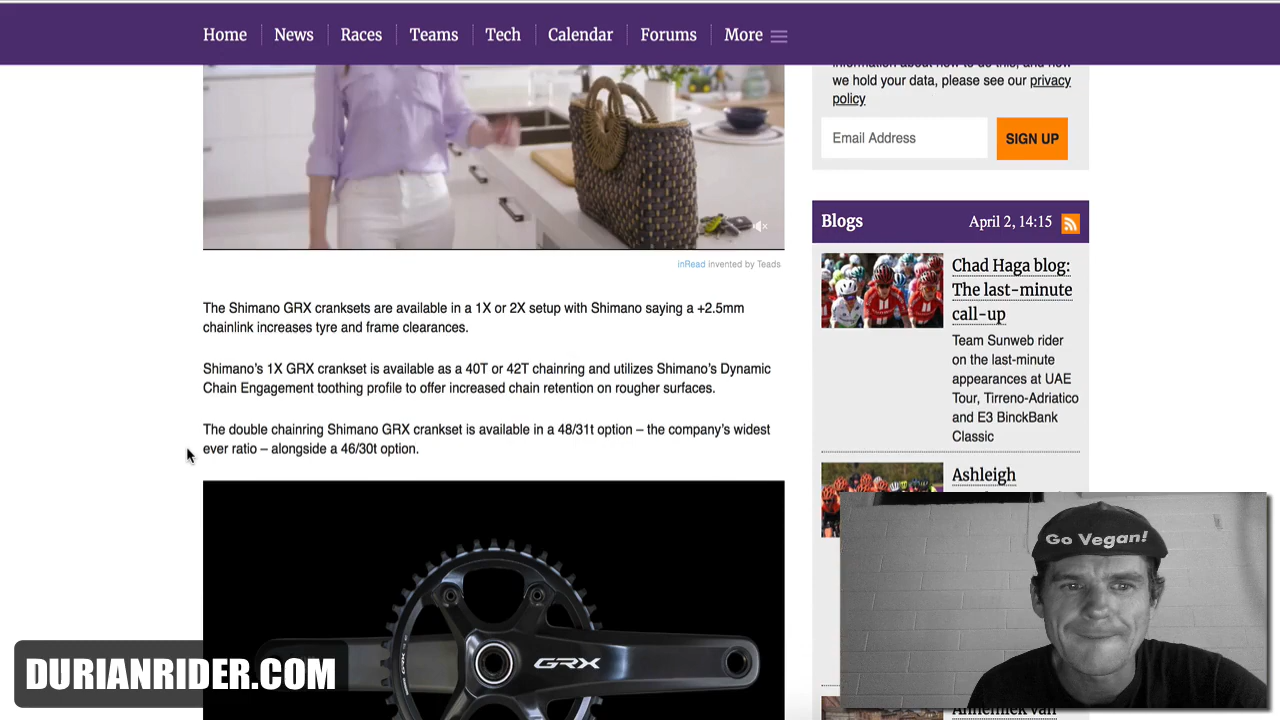 Home News Races Teams Tech Calendar Forums More
information about how to do this, and how
we hold your data, please see our privacy
policy
Email Address SIGN UP
inRead invented by Teads
The Shimano GRX cranksets are available in a 1X or 2X setup with Shimano saying a +2.5mm
chainlink increases tyre and frame clearances.
Shimano's 1X GRX crankset is available as a 40T or 42T chainring and utilizes Shimano's Dynamic
Chain Engagement toothing profile to offer increased chain retention on rougher surfaces.
The double chainring Shimano GRX crankset is available in a 48/31t option – the company's widest
ever ratio – alongside a 46/30t option.
GRX
Blogs April 2, 14:15
Chad Haga blog:
The last-minute
call-up
Team Sunweb rider
on the last-minute
appearances at UAE
Tour, Tirreno-Adriatico
and E3 BinckBank
Classic
Ashleigh
Go Vegan!
Annemiek van
DURIANRIDER.COM